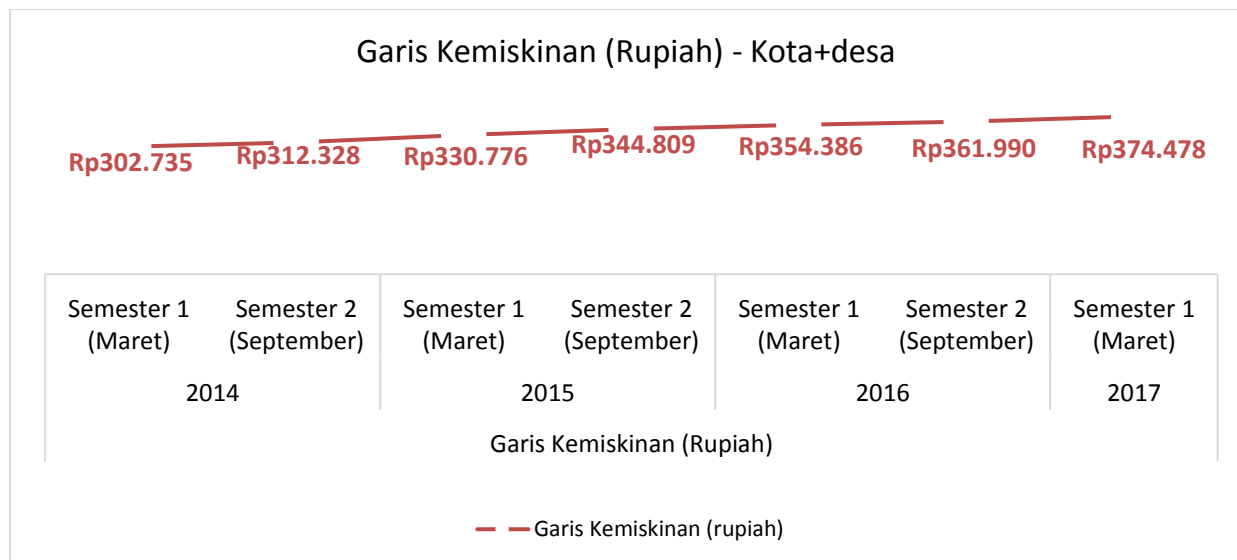 Garis Kemiskinan (Rupiah) - Kota+desa
Rp302.735 Rp312.328 Rp330.776 Rp344.809 Rp354.386 Rp361.990 Rp374.478
Semester 1 Semester 2 Semester 1 Semester 2 Semester 1 Semester 2 Semester 1
(Maret) (September) (Maret) (September) (Maret) (September) (Maret)
2014 2015 2016 2017
Garis Kemiskinan (Rupiah)
Garis Kemiskinan (rupiah)